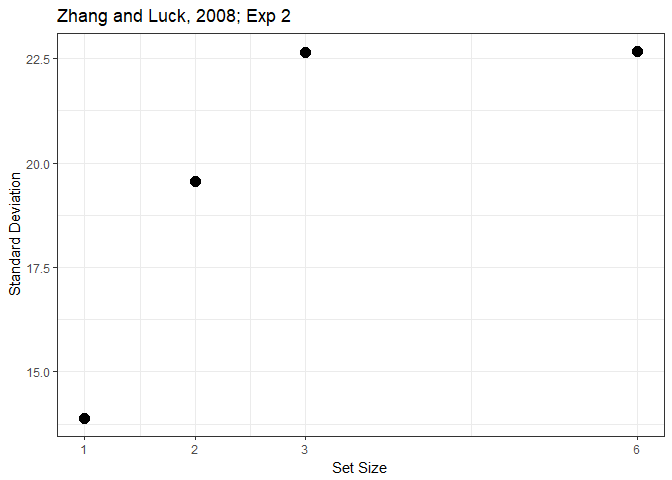 Zhang and Luck, 2008; Exp 2
22.5
20.0
17.5
15.0
Standard Deviation
1 2 3 6
Set Size